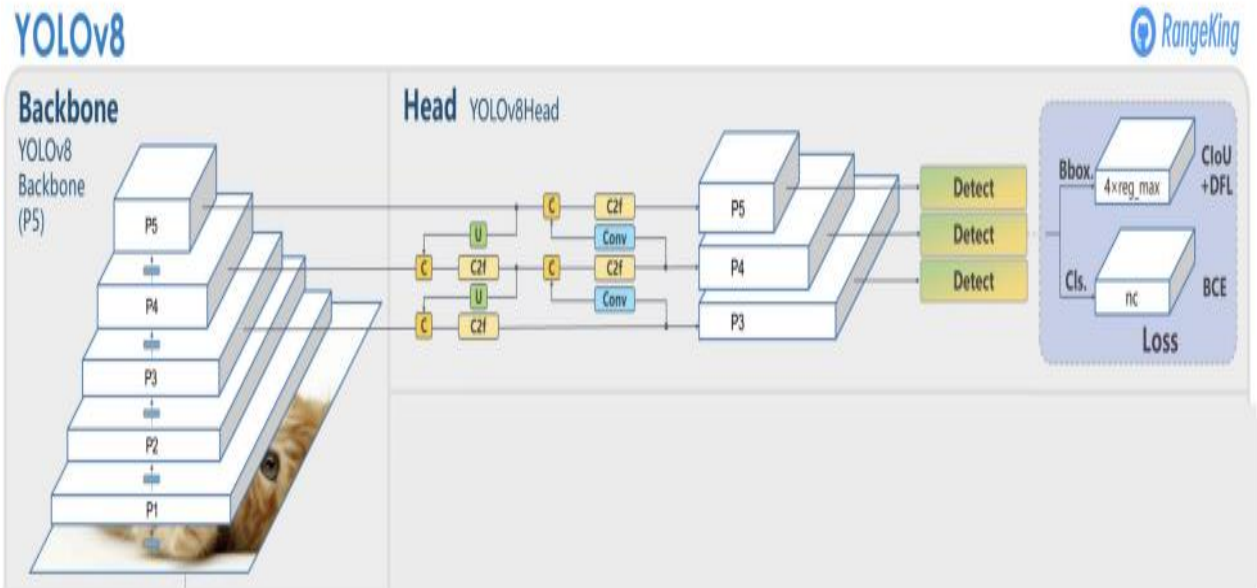 YOLOv8
RangeKing
Backbone
YOLOv8
Backbone
(P5)
P5
P4
P3
P2
P1
Head YOLOv8Head
C C2f
U Conv
C C2f C C2f
U Conv
C C2f
P5
P4
P3
Detect
Detect
Detect
Bbox.
4×reg_max
CIoU
+DFL
Cls.
nc
BCE
Loss